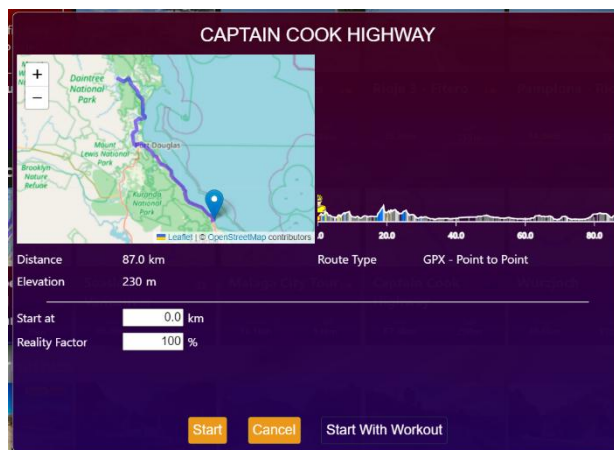 CAPTAIN COOK HIGHWAY
+
−
Daintree
National
Park
Mount
Lewis National
Park
Port Douglas
Brooklyn
Nature
Refuge
Kuranda
National
Park
Leaflet | © OpenStreetMap contributors
20.0 40.0 60.0 80.0
Distance 87.0 km Route Type GPX - Point to Point
Elevation 230 m
Start at 0.0 km
Reality Factor 100 %
Start Cancel Start With Workout